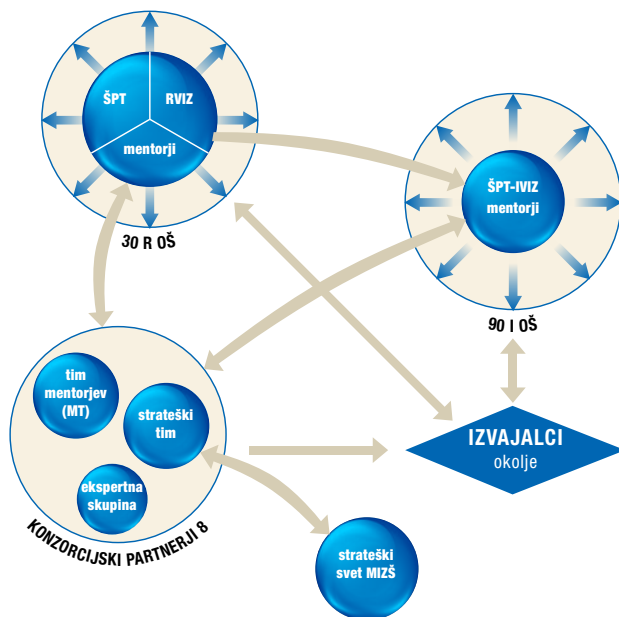 ŠPT
RVIZ
mentorji
30 R OŠ
ŠPT-IVIZ
mentorji
90 I OŠ
tim
mentorjev
(MT)
strateški
tim
ekspertna
skupina
KONZORCIJSKI PARTNERJI 8
IZVAJALCI
okolje
strateški
svet MIZŠ